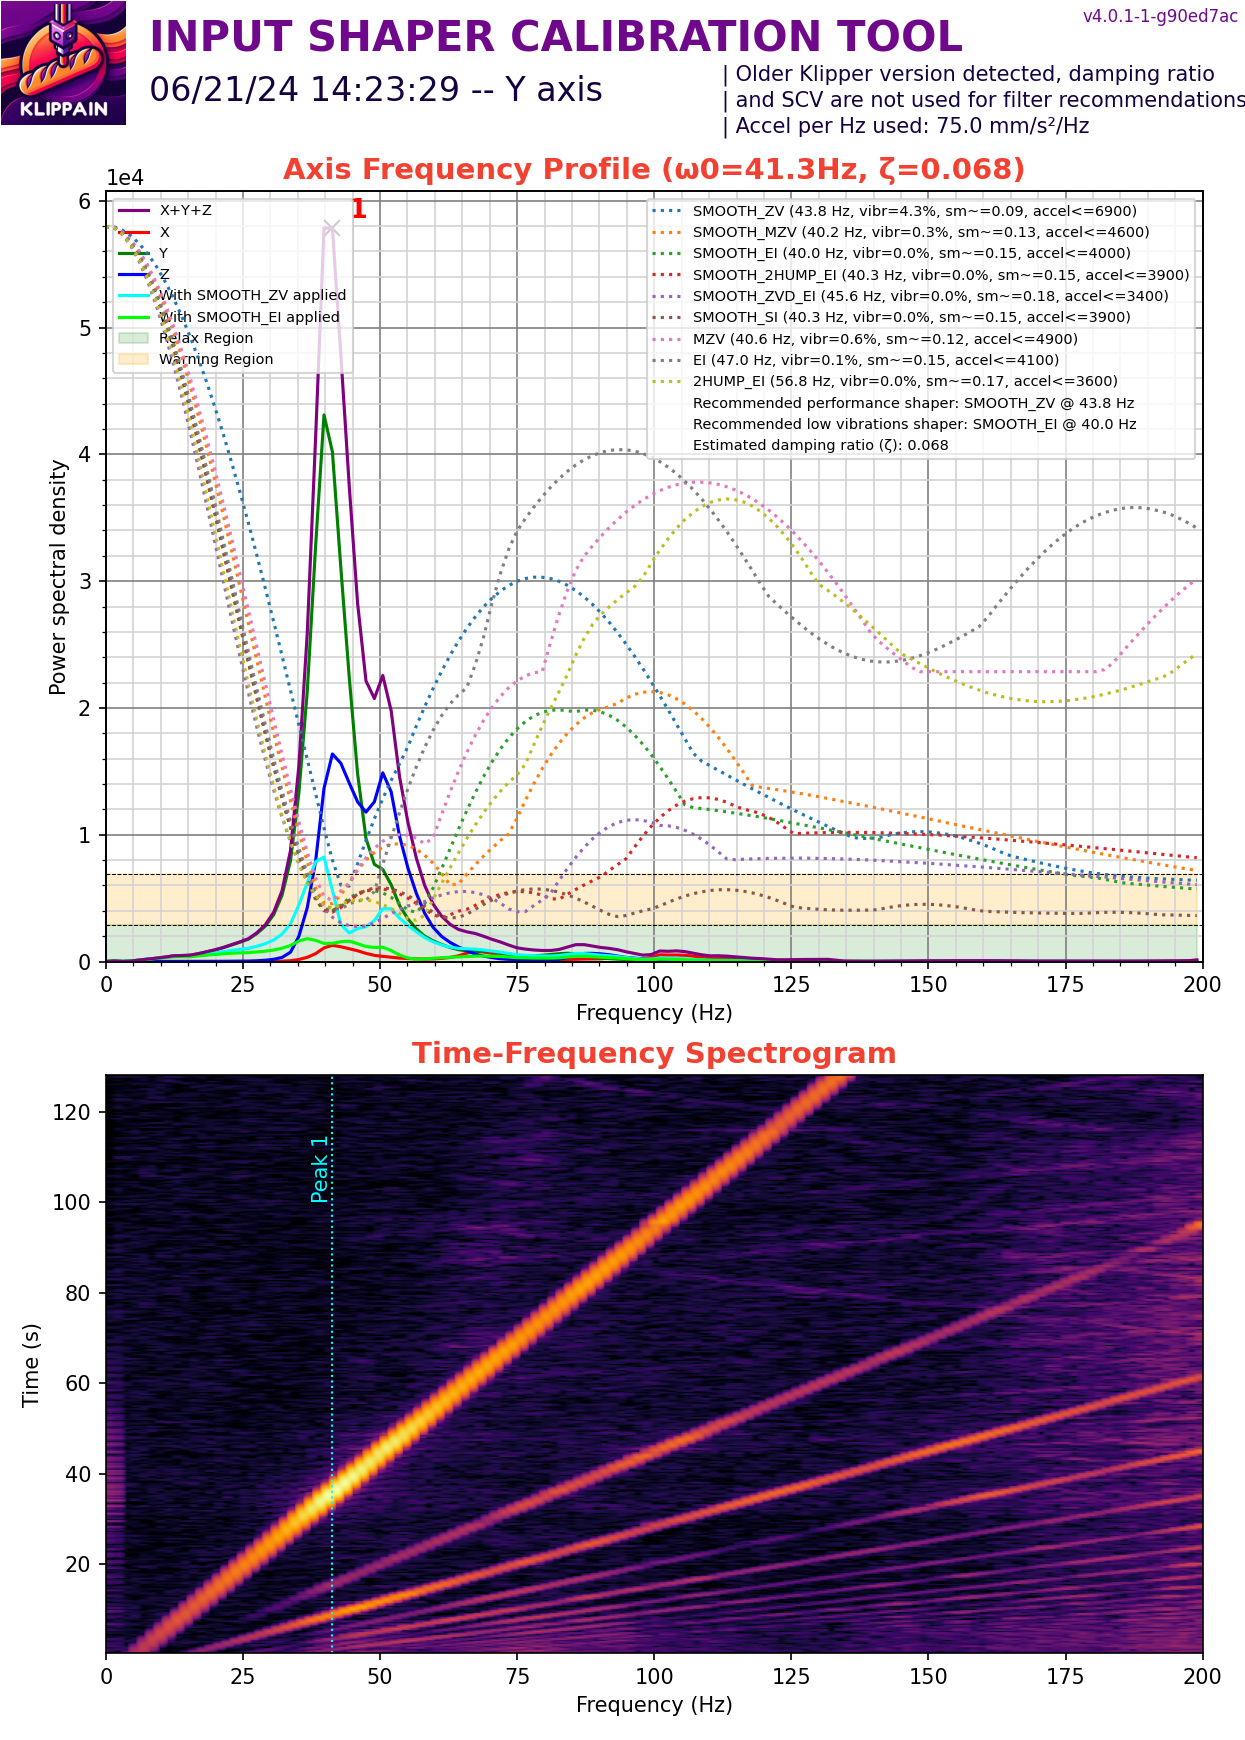 KLIPPAIN
INPUT SHAPER CALIBRATION TOOL
v4.0.1-1-g90ed7ac
06/21/24 14:23:29 -- Y axis
| Older Klipper version detected, damping ratio
| and SCV are not used for filter recommendations
| Accel per Hz used: 75.0 mm/s²/Hz
Axis Frequency Profile (ω0=41.3Hz, ζ=0.068)
1e4
Power spectral density
6
5
4
3
2
1
0
X+Y+Z
X
Y
Z
With SMOOTH_ZV applied
With SMOOTH_EI applied
Relax Region
Warning Region
1
SMOOTH_ZV (43.8 Hz, vibr=4.3%, sm~=0.09, accel<=6900)
SMOOTH_MZV (40.2 Hz, vibr=0.3%, sm~=0.13, accel<=4600)
SMOOTH_EI (40.0 Hz, vibr=0.0%, sm~=0.15, accel<=4000)
SMOOTH_2HUMP_EI (40.3 Hz, vibr=0.0%, sm~=0.15, accel<=3900)
SMOOTH_ZVD_EI (45.6 Hz, vibr=0.0%, sm~=0.18, accel<=3400)
SMOOTH_SI (40.3 Hz, vibr=0.0%, sm~=0.15, accel<=3900)
MZV (40.6 Hz, vibr=0.6%, sm~=0.12, accel<=4900)
EI (47.0 Hz, vibr=0.1%, sm~=0.15, accel<=4100)
2HUMP_EI (56.8 Hz, vibr=0.0%, sm~=0.17, accel<=3600)
Recommended performance shaper: SMOOTH_ZV @ 43.8 Hz
Recommended low vibrations shaper: SMOOTH_EI @ 40.0 Hz
Estimated damping ratio (ζ): 0.068
0 25 50 75 100 125 150 175 200
Frequency (Hz)
Time-Frequency Spectrogram
Time (s)
120
100
80
60
40
20
Peak 1
0 25 50 75 100 125 150 175 200
Frequency (Hz)